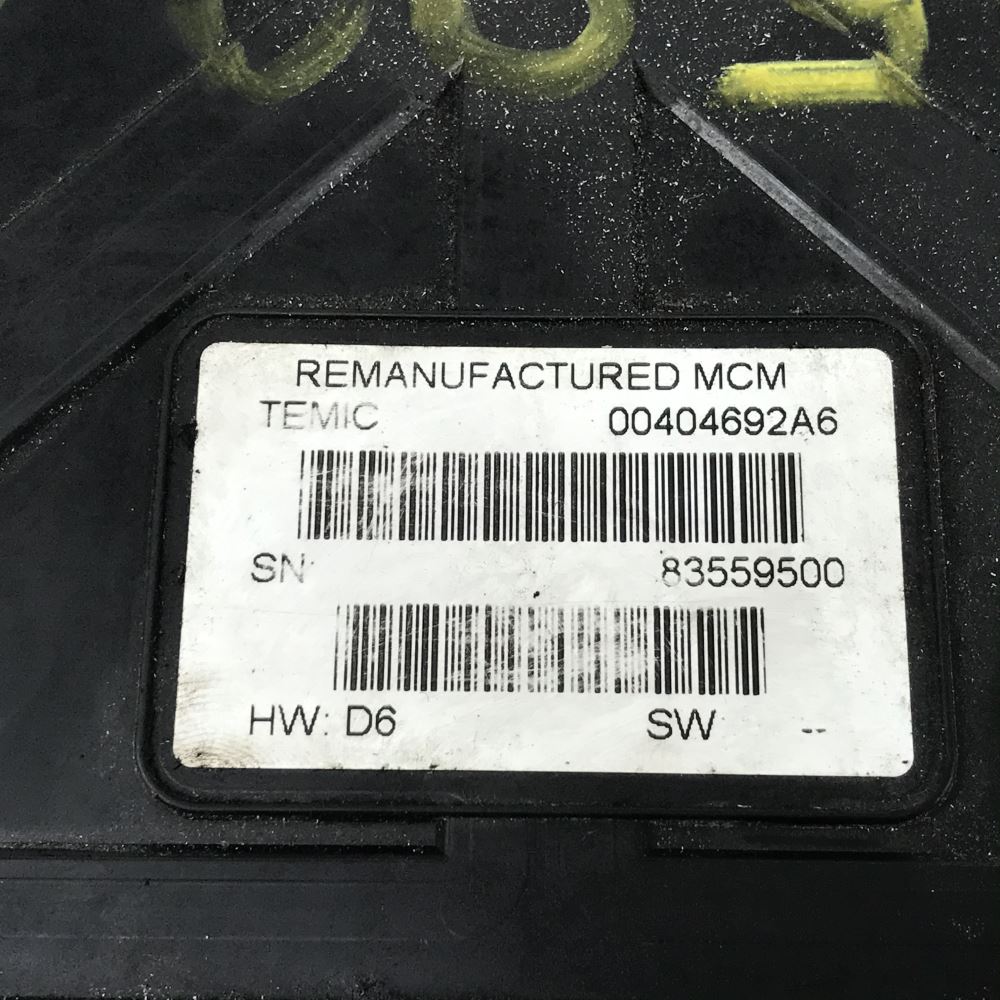 REMANUFACTURED MCM
TEMIC 00404692A6
SN 83559500
HW: D6 SW --